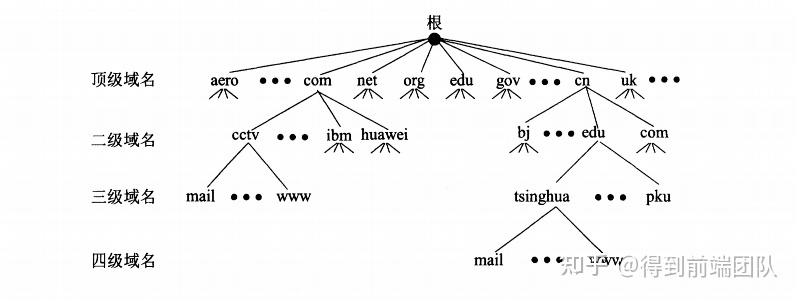 根
顶级域名 aero ••• com net org edu gov ••• cn uk •••
二级域名 cctv ••• ibm huawei bj ••• edu com
三级域名 mail ••• www tsinghua ••• pku
四级域名 mail ••• www
知乎 @得到前端团队